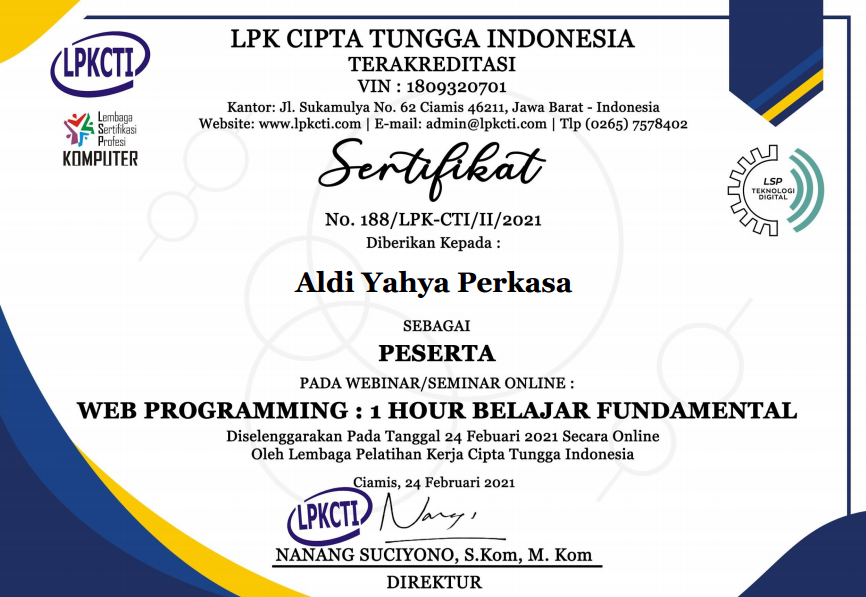 LPKCTI
LPK CIPTA TUNGGA INDONESIA
TERAKREDITASI
VIN : 1809320701
Kantor: Jl. Sukamulya No. 62 Ciamis 46211, Jawa Barat - Indonesia
Website: www.lpkcti.com | E-mail: admin@lpkcti.com | Tlp (0265) 7578402
Lembaga
Sertifikasi
Profesi
KOMPUTER
Sertifikat
LSP
TEKNOLOGI
DIGITAL
No. 188/LPK-CTI/II/2021
Diberikan Kepada :
Aldi Yahya Perkasa
SEBAGAI
PESERTA
PADA WEBINAR/SEMINAR ONLINE :
WEB PROGRAMMING : 1 HOUR BELAJAR FUNDAMENTAL
Diselenggarakan Pada Tanggal 24 Febuari 2021 Secara Online
Oleh Lembaga Pelatihan Kerja Cipta Tungga Indonesia
Ciamis, 24 Februari 2021
LPKCTI
NANANG SUCIYONO, S.Kom, M. Kom
DIREKTUR